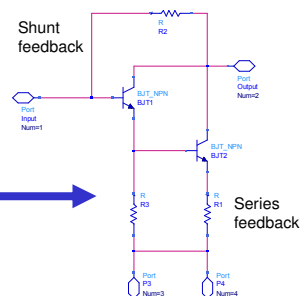 Shunt
feedback
R
R2
Port
Output
Num=2
BJT_NPN
BJT1
Port
Input
Num=1
BJT_NPN
BJT2
R
R3
R
R1
Series
feedback
Port
P3
Num=3
Port
P4
Num=4